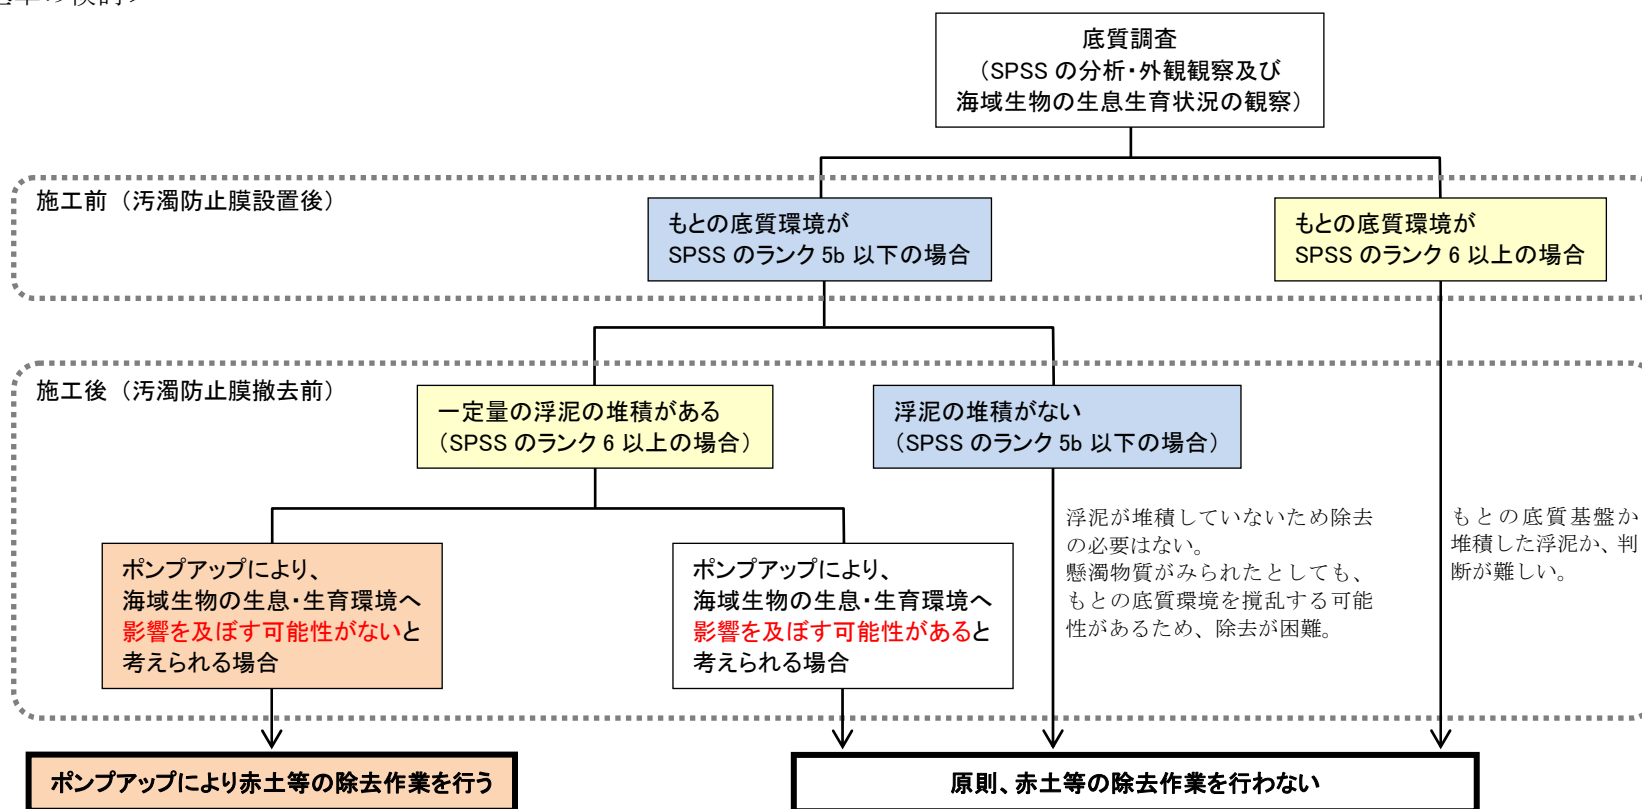 底質調査
（SPSS の分析・外観観察及び
海域生物の生息生育状況の観察）
施工前（汚濁防止膜設置後）
もとの底質環境が
SPSS のランク 5b 以下の場合
もとの底質環境が
SPSS のランク 6 以上の場合
施工後（汚濁防止膜撤去前）
一定量の浮泥の堆積がある
（SPSS のランク 6 以上の場合）
浮泥の堆積がない
（SPSS のランク 5b 以下の場合）
ポンプアップにより、
海域生物の生息・生育環境へ
影響を及ぼす可能性がないと
考えられる場合
ポンプアップにより、
海域生物の生息・生育環境へ
影響を及ぼす可能性があると
考えられる場合
浮泥が堆積していないため除去
の必要はない。
懸濁物質がみられたとしても、
もとの底質環境を撹乱する可能
性があるため、除去が困難。
もとの底質基盤か
堆積した浮泥か、判
断が難しい。
ポンプアップにより赤土等の除去作業を行う
原則、赤土等の除去作業を行わない